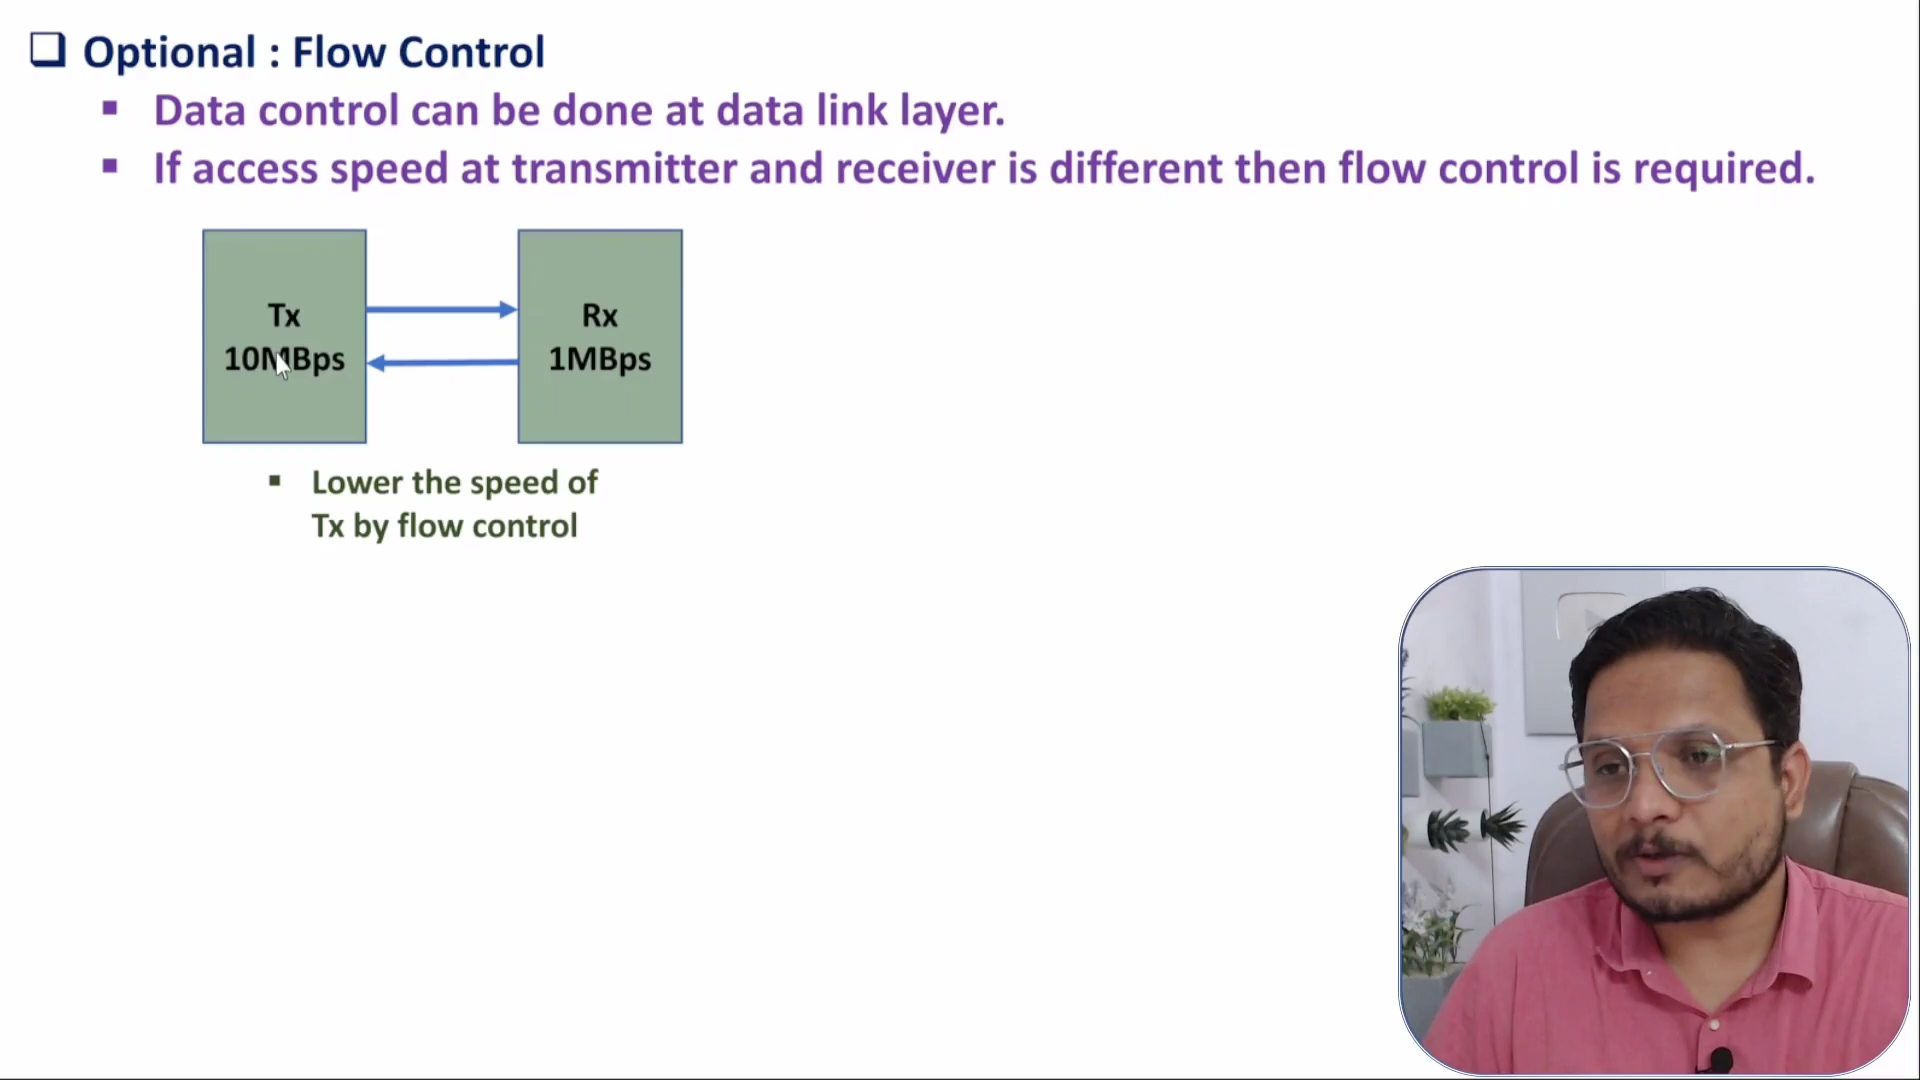 Optional : Flow Control
Data control can be done at data link layer.
If access speed at transmitter and receiver is different then flow control is required.
Tx
10MBps
Rx
1MBps
Lower the speed of
Tx by flow control